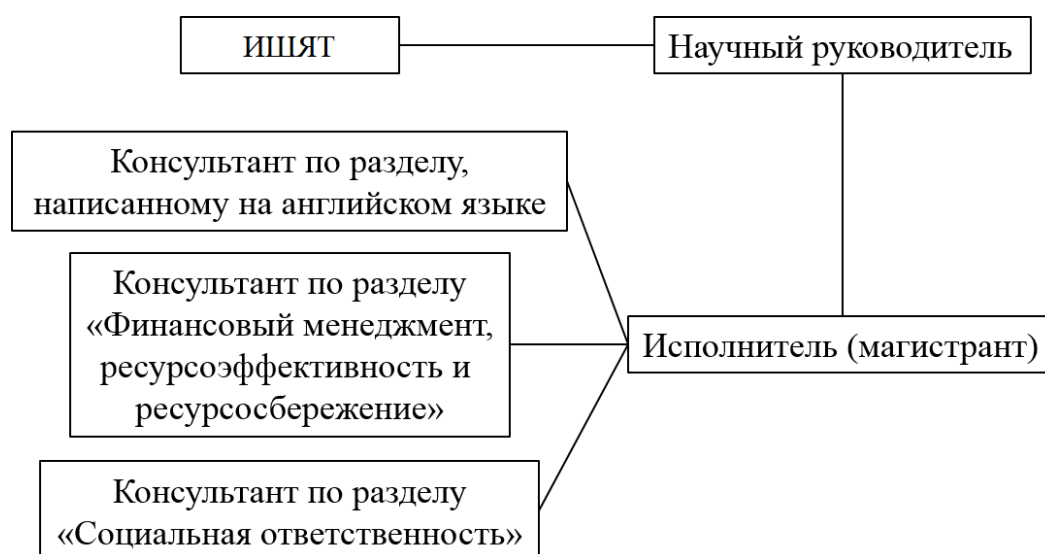 ИШЯТ
Научный руководитель
Консультант по разделу,
написанному на английском языке
Консультант по разделу
«Финансовый менеджмент,
ресурсоэффективность и
ресурсосбережение»
Исполнитель (магистрант)
Консультант по разделу
«Социальная ответственность»